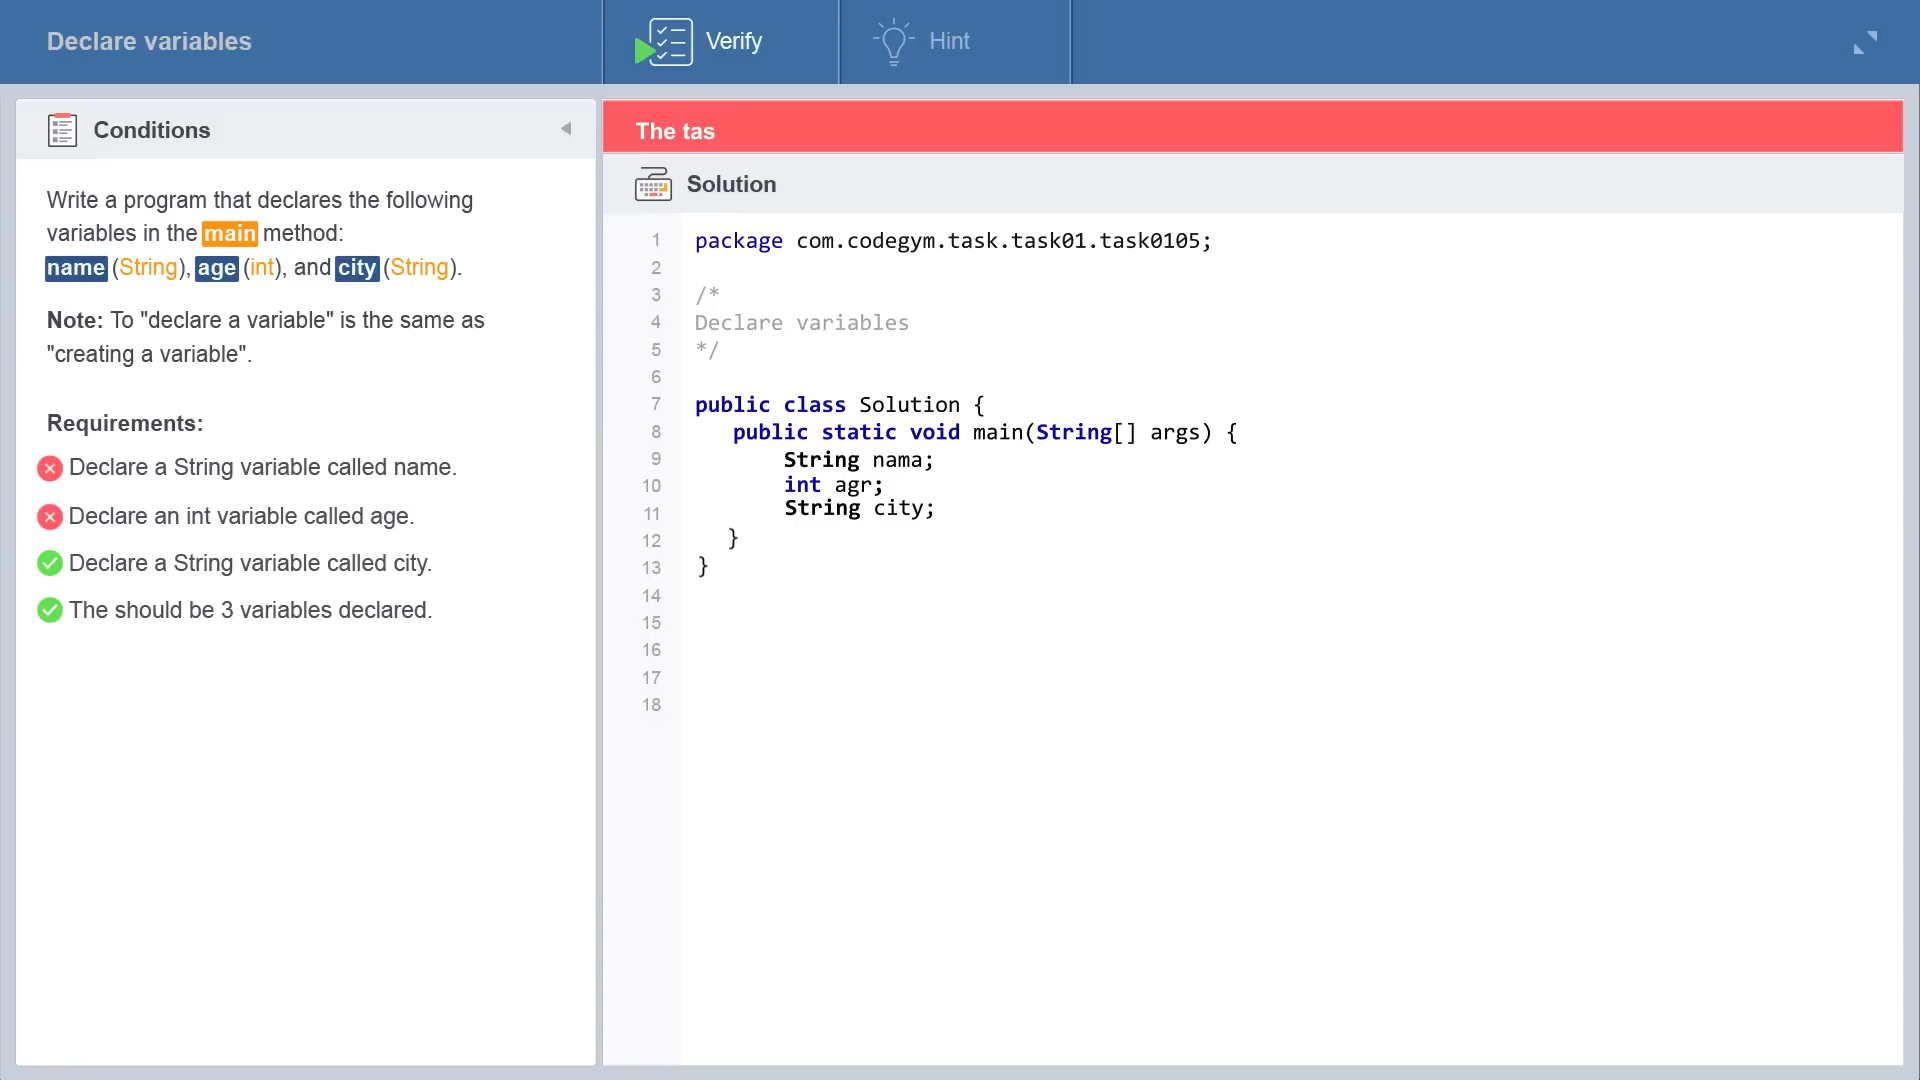 Declare variables
Verify
Hint
Conditions
Write a program that declares the following
variables in the main method:
name (String), age (int), and city (String).
Note: To "declare a variable" is the same as
"creating a variable".
Requirements:
Declare a String variable called name.
Declare an int variable called age.
Declare a String variable called city.
The should be 3 variables declared.
The tas
Solution
1 package com.codegym.task.task01.task0105;
2
3 /*
4 Declare variables
5 */
6
7 public class Solution {
8 public static void main(String[] args) {
9 String nama;
10 int agr;
11 String city;
12 }
13 }
14
15
16
17
18